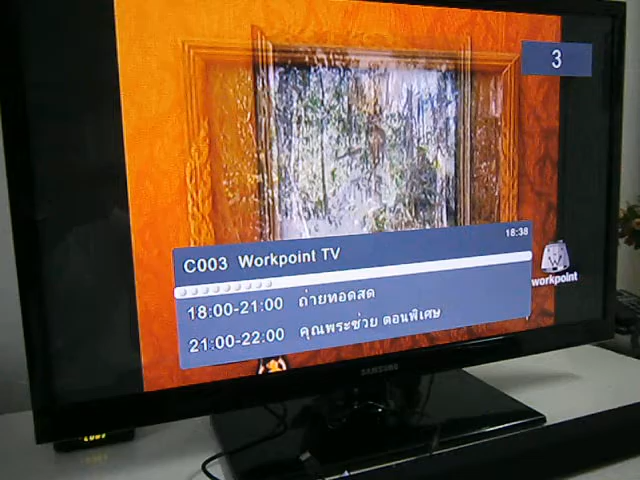 3
C003 Workpoint TV
18:38
workpoint
18:00-21:00 ถ่ายทอดสด
21:00-22:00 คุณพระช่วย ตอนพิเศษ
SAMSUNG